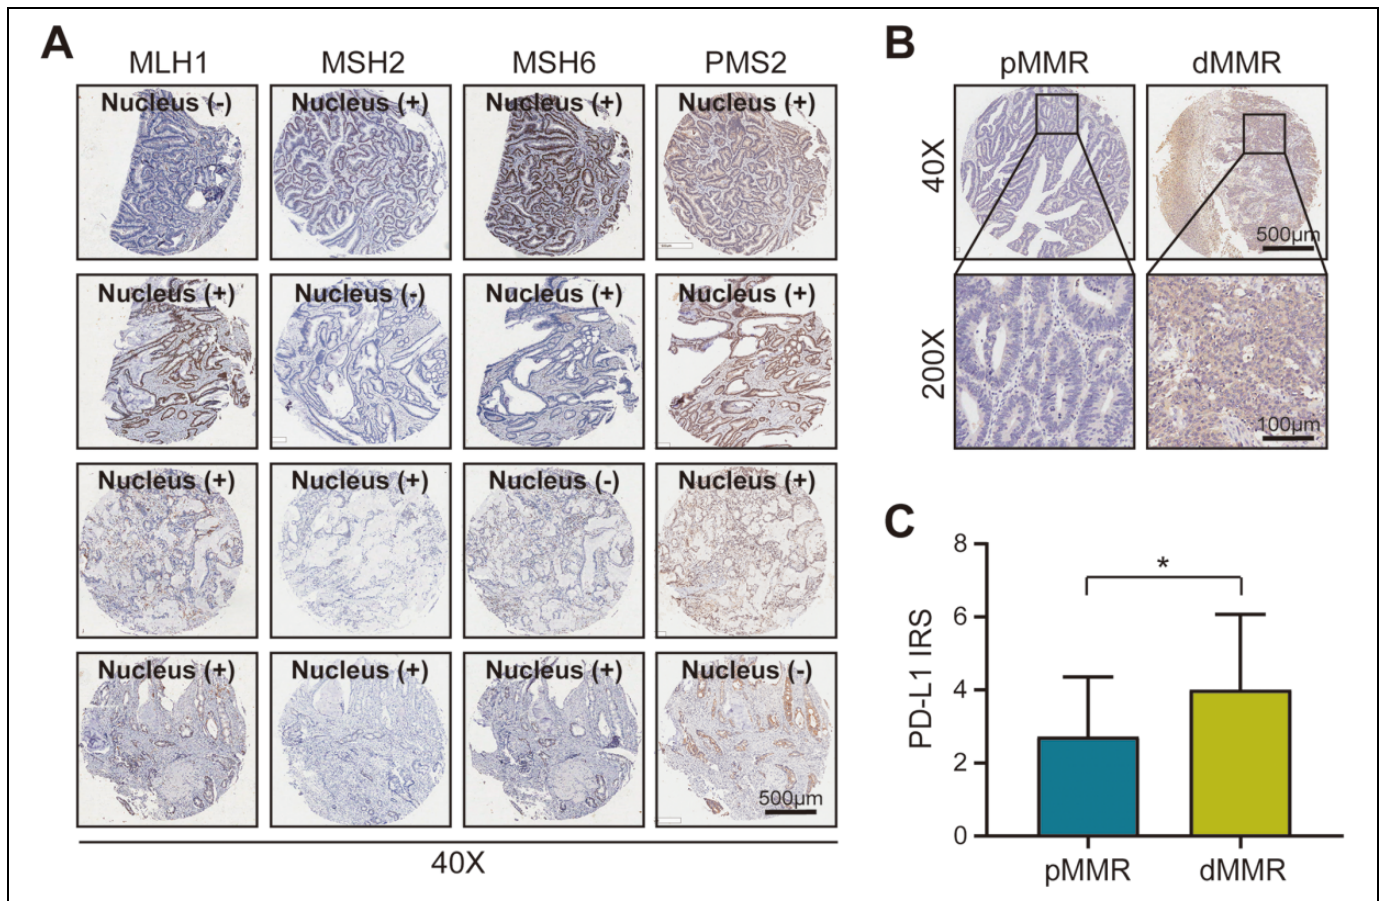 A
MLH1 MSH2 MSH6 PMS2
Nucleus (-) Nucleus (+) Nucleus (+) Nucleus (+)
Nucleus (+) Nucleus (-) Nucleus (+) Nucleus (+)
Nucleus (+) Nucleus (+) Nucleus (-) Nucleus (+)
Nucleus (+) Nucleus (+) Nucleus (+) Nucleus (-)
500μm
40X
B
pMMR dMMR
40X
500μm
200X
100μm
C
PD-L1 IRS
8
6
4
2
0
*
pMMR dMMR